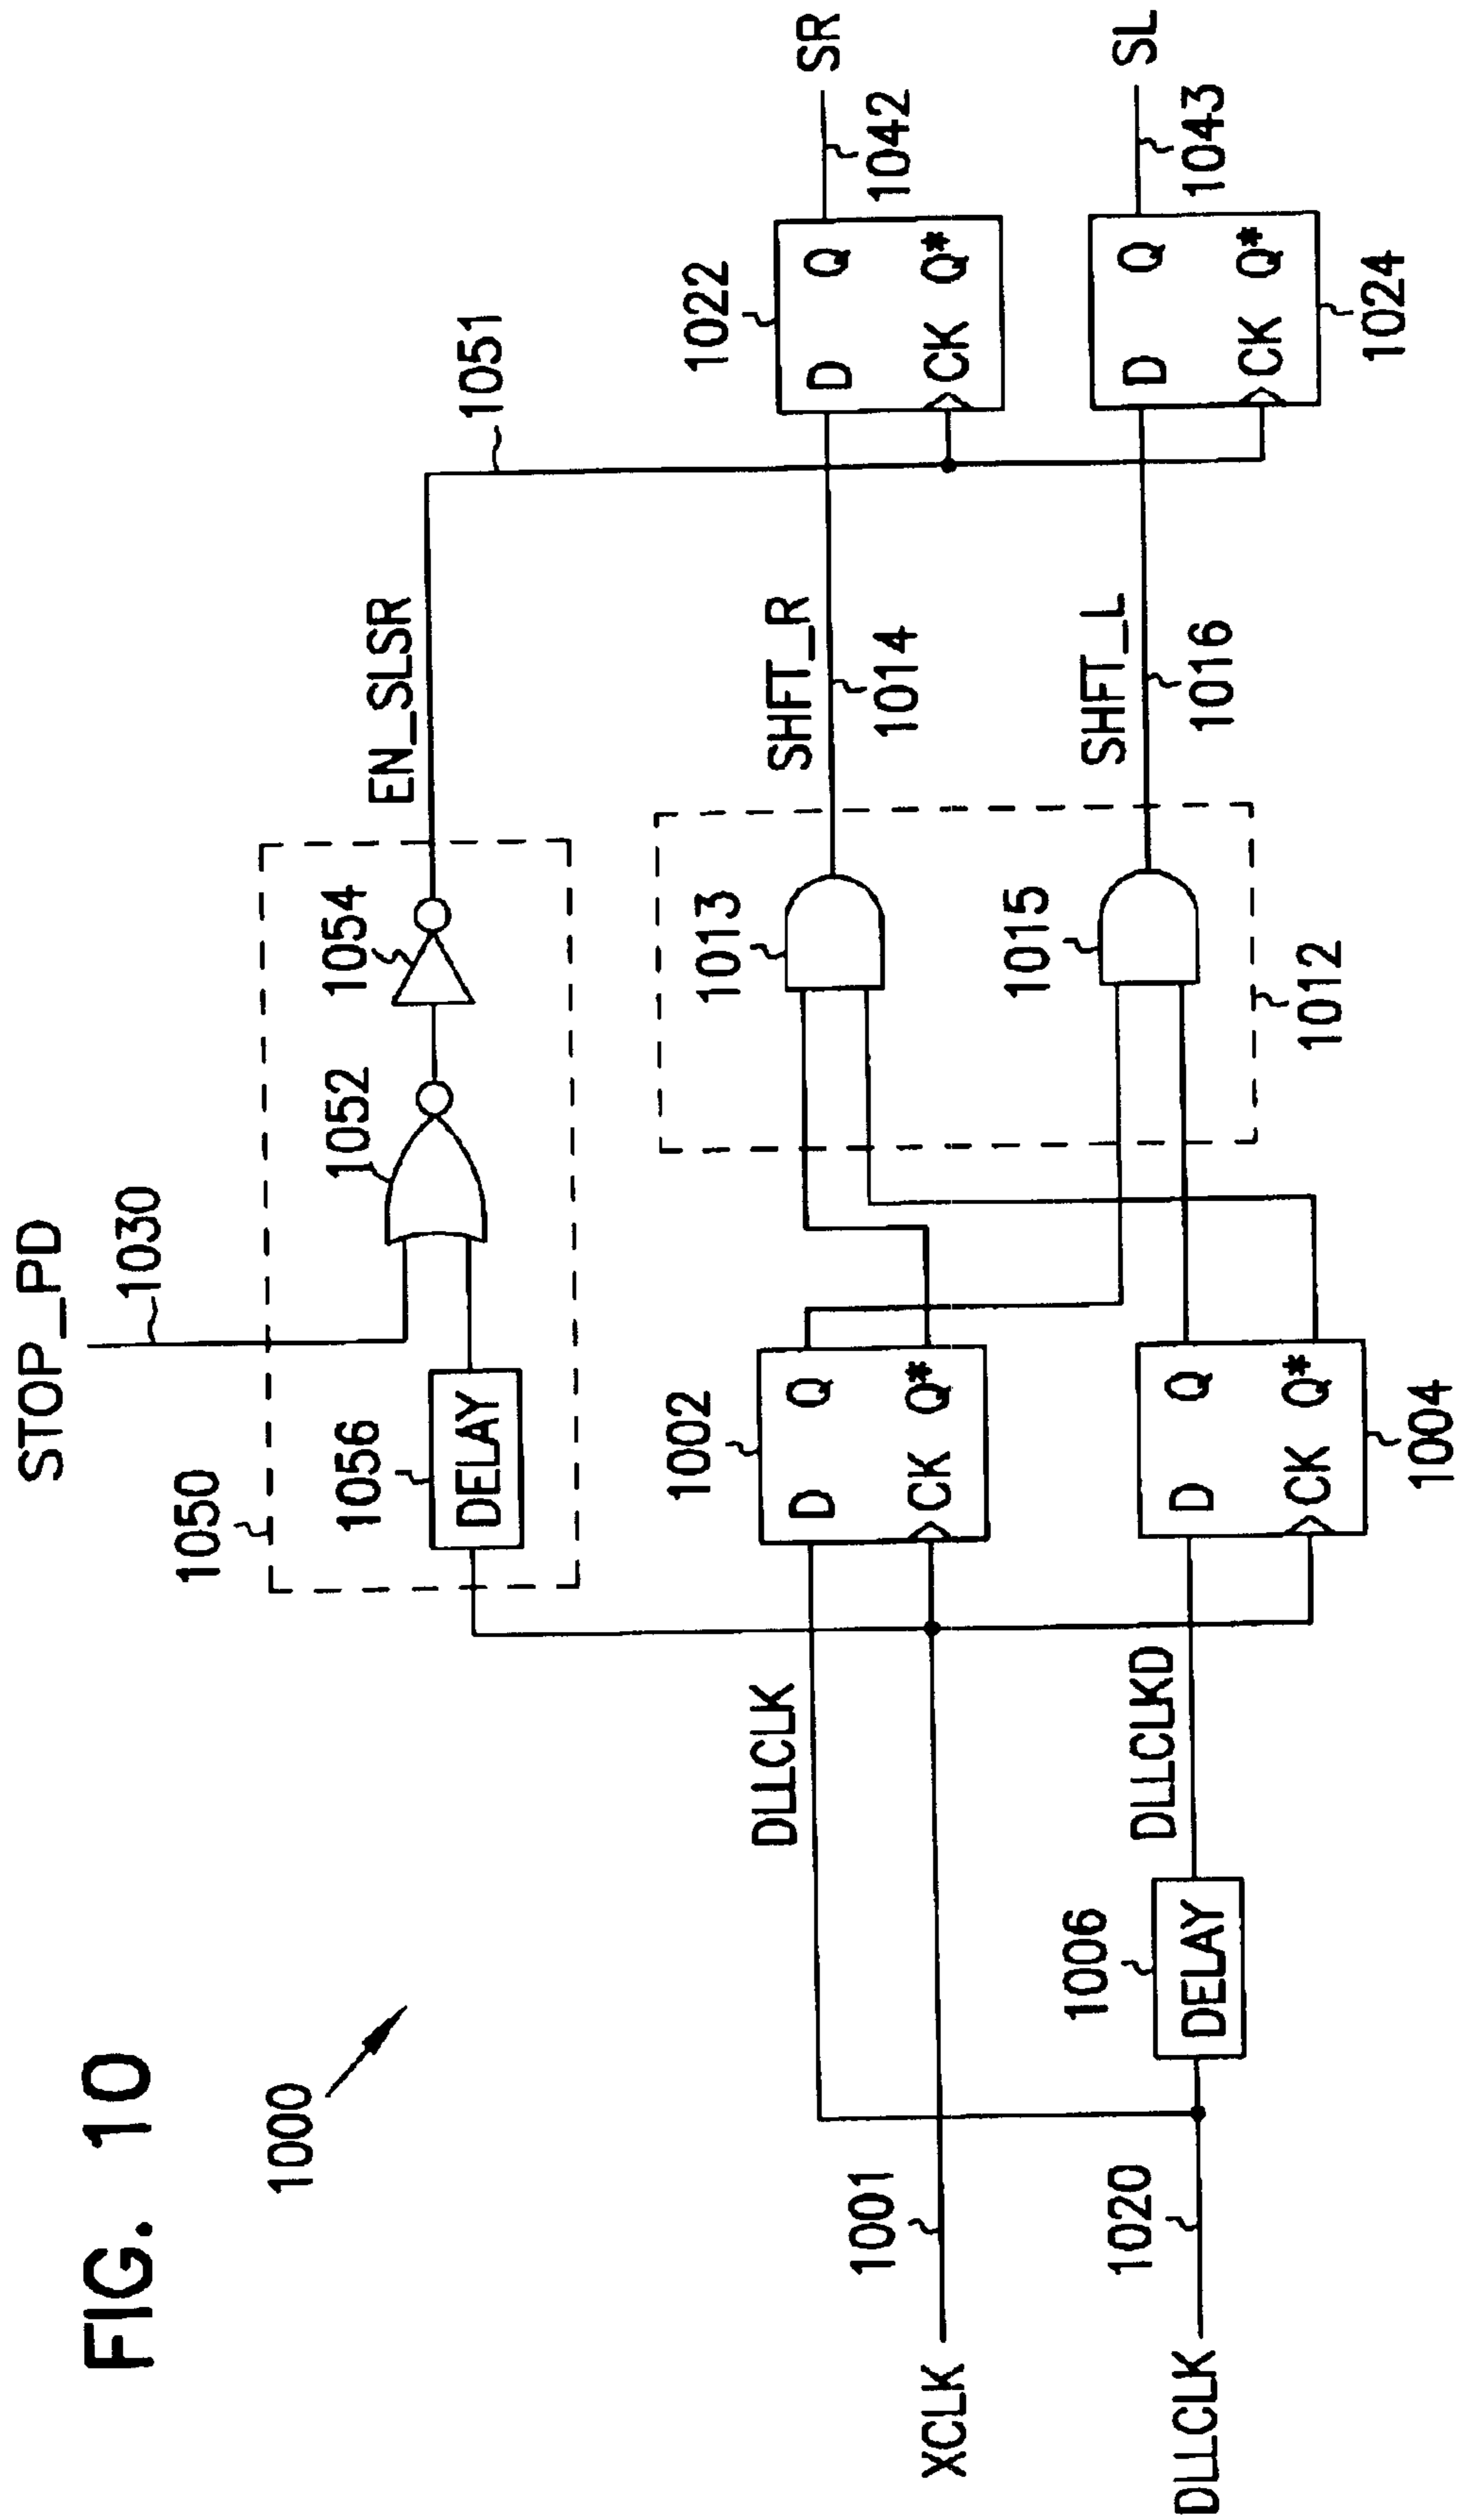 FIG. 10
1000
STOP_PD
1030
1050
1056
DELAY
1052
1054
EN_SLSR
1051
1022
D Q
CK Q*
SR
1042
1002
D Q
CK Q*
1013
SHFT_R
1014
DLLCLK
1001
XCLK
1015
SHFT_L
1016
1012
D Q
CK Q*
1024
SL
1043
1006
DELAY
DLLCLKD
D Q
CK Q*
1004
1020
DLLCLK